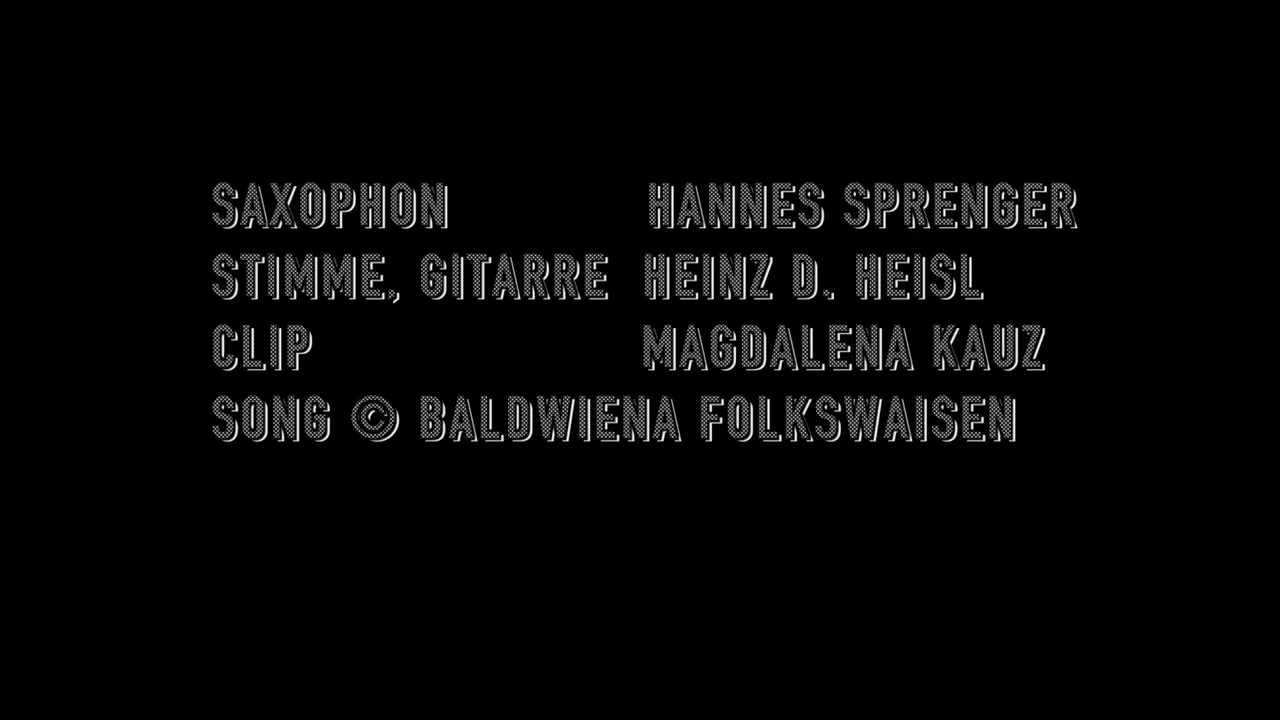 SAXOPHON HANNES SPRENGER
STIMME, GITARRE HEINZ D. HEISL
CLIP MAGDALENA KAUZ
SONG © BALDWIENA FOLKSWAISEN